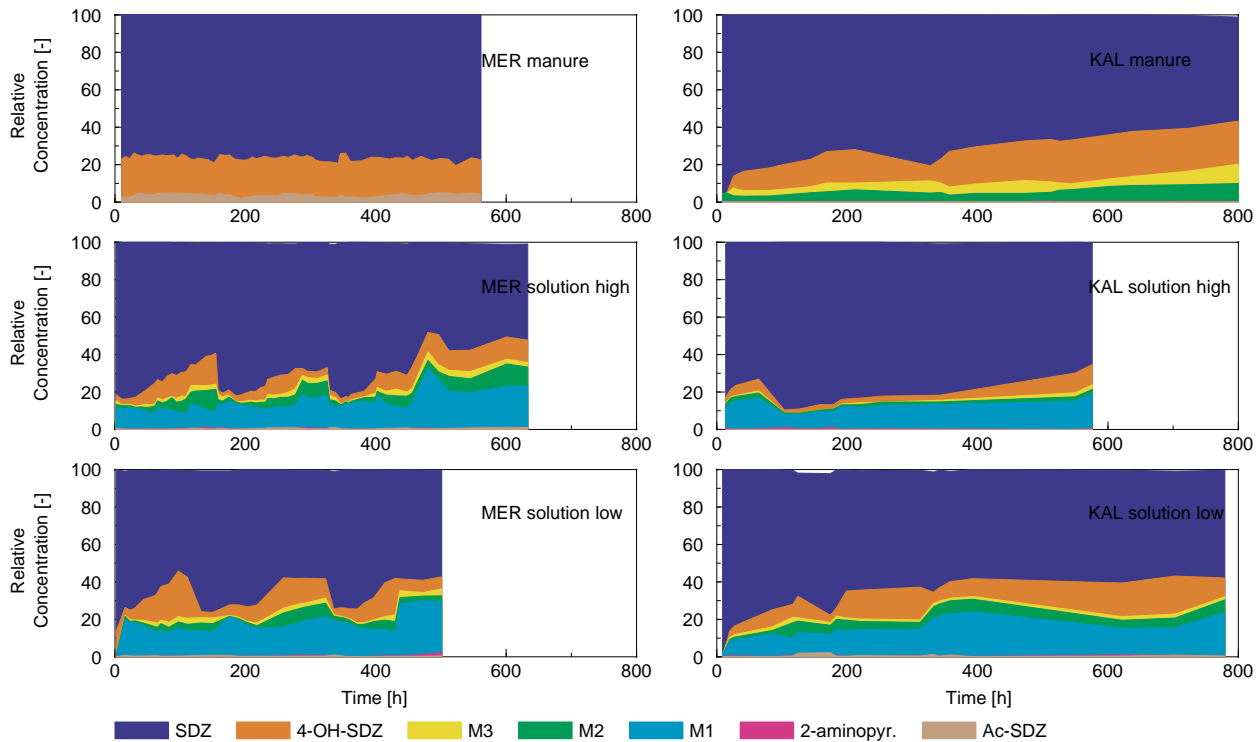 100
80
60
40
20
0
Relative
Concentration [-]
MER manure
0 200 400 600 800
100
80
60
40
20
0
KAL manure
0 200 400 600 800
100
80
60
40
20
0
Relative
Concentration [-]
MER solution high
0 200 400 600 800
100
80
60
40
20
0
KAL solution high
0 200 400 600 800
100
80
60
40
20
0
Relative
Concentration [-]
MER solution low
0 200 400 600 800
Time [h]
100
80
60
40
20
0
KAL solution low
0 200 400 600 800
Time [h]
SDZ 4-OH-SDZ M3 M2 M1 2-aminopyr. Ac-SDZ